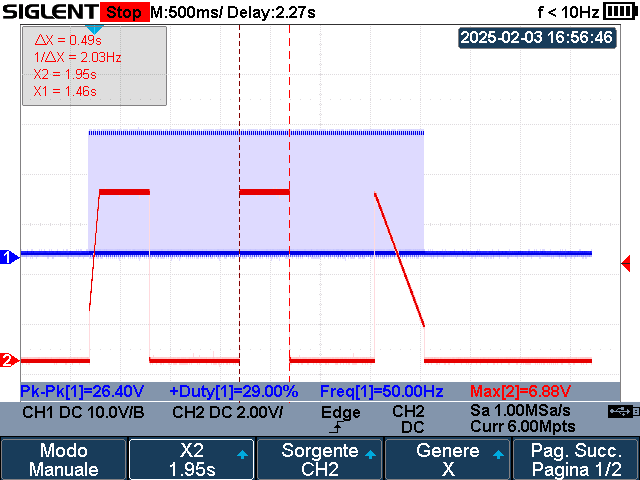 SIGLENT Stop M:500ms/ Delay:2.27s f < 10Hz
2025-02-03 16:56:46
ΔX = 0.49s
1/ΔX = 2.03Hz
X2 = 1.95s
X1 = 1.46s
1
2
Pk-Pk[1]=26.40V +Duty[1]=29.00% Freq[1]=50.00Hz Max[2]=6.88V
CH1 DC 10.0V/B CH2 DC 2.00V/ Edge CH2 DC Sa 1.00MSa/s
Curr 6.00Mpts
Modo Manuale
X2 1.95s
Sorgente CH2
Genere X
Pag. Succ. Pagina 1/2